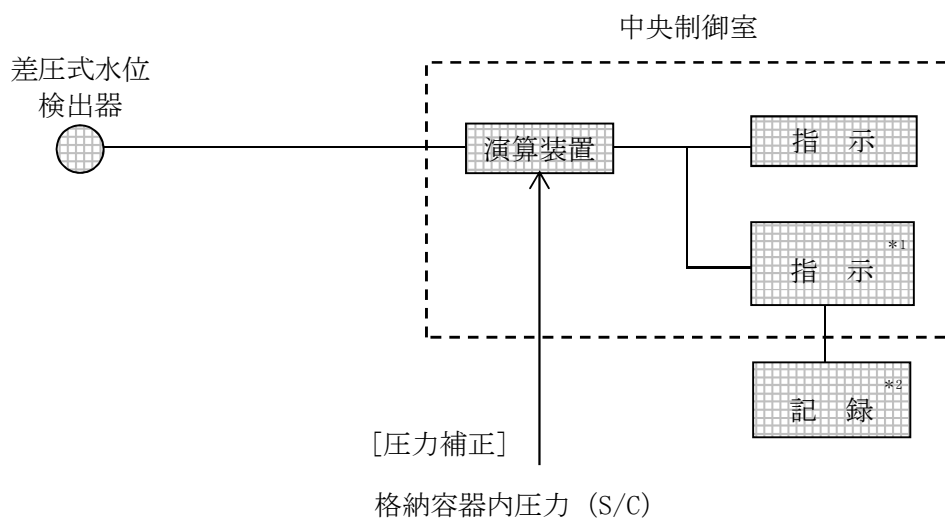 中央制御室
差圧式水位
検出器
演算装置
指 示
指 示 *1
記 録 *2
[圧力補正]
格納容器内圧力 (S/C)